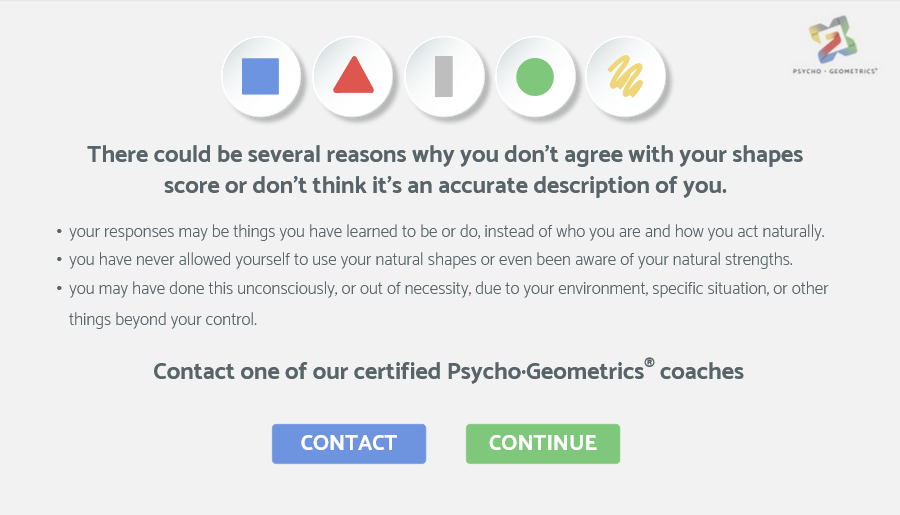 PSYCHO · GEOMETRICS®
There could be several reasons why you don't agree with your shapes
score or don't think it's an accurate description of you.
• your responses may be things you have learned to be or do, instead of who you are and how you act naturally.
• you have never allowed yourself to use your natural shapes or even been aware of your natural strengths.
• you may have done this unconsciously, or out of necessity, due to your environment, specific situation, or other
things beyond your control.
Contact one of our certified Psycho·Geometrics® coaches
CONTACT
CONTINUE